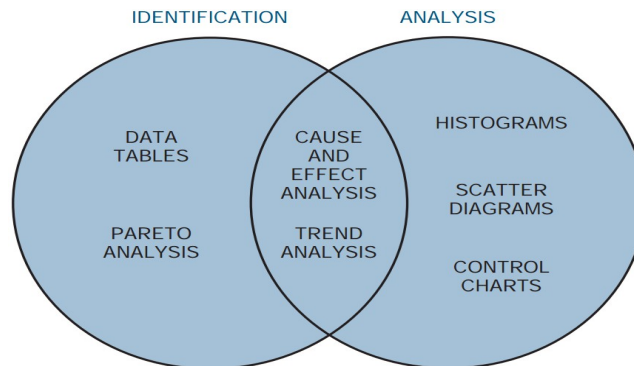 IDENTIFICATION
ANALYSIS
DATA
TABLES
PARETO
ANALYSIS
CAUSE
AND
EFFECT
ANALYSIS
TREND
ANALYSIS
HISTOGRAMS
SCATTER
DIAGRAMS
CONTROL
CHARTS